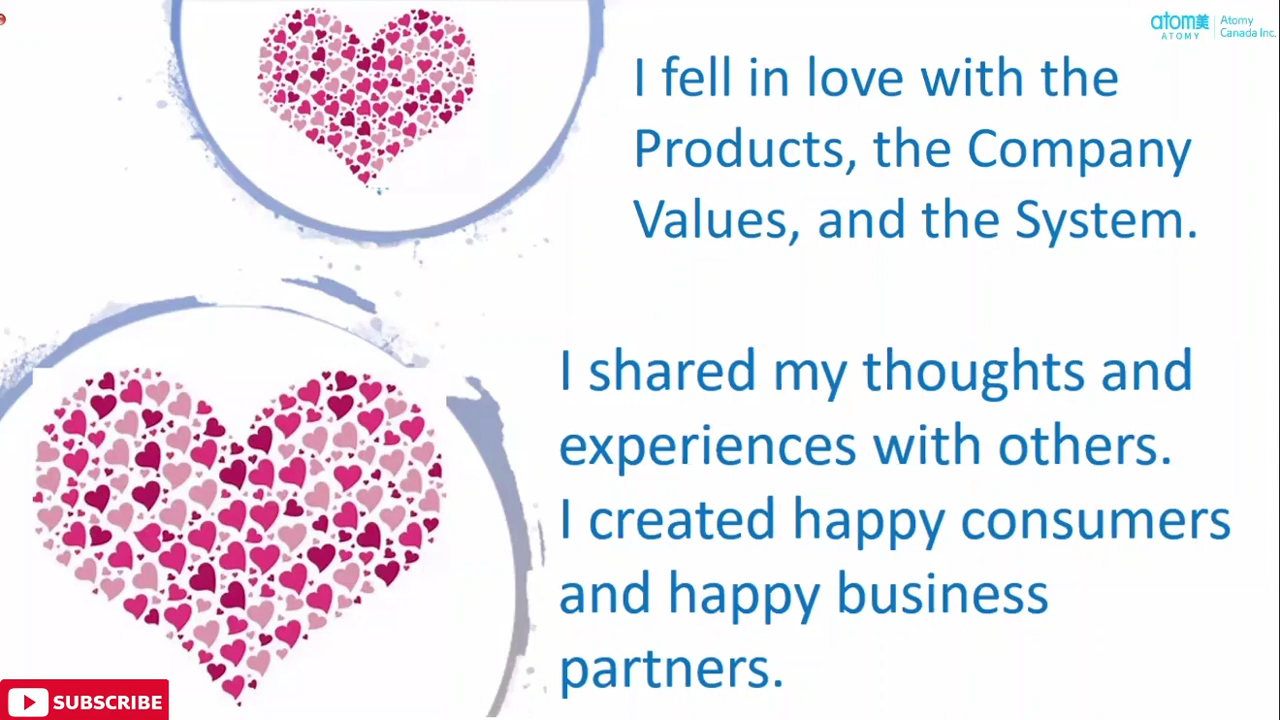 atom美
ATOMY
Atomy
Canada Inc.
I fell in love with the
Products, the Company
Values, and the System.
I shared my thoughts and
experiences with others.
I created happy consumers
and happy business
partners.
SUBSCRIBE